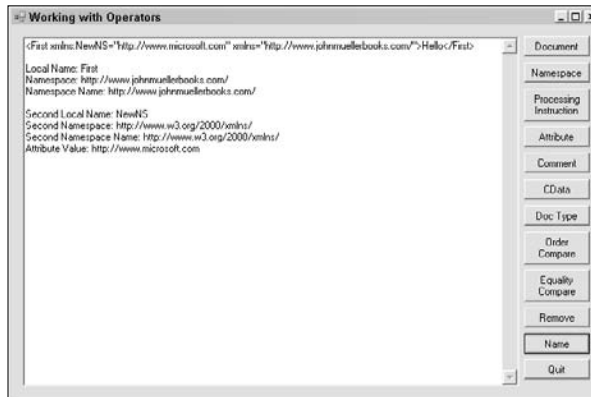 Working with Operators
<First xmlns:NewNS="http://www.microsoft.com" xmlns="http://www.johnmuellerbooks.com/">Hello</First>
Local Name: First
Namespace: http://www.johnmuellerbooks.com/
Namespace Name: http://www.johnmuellerbooks.com/
Second Local Name: NewNS
Second Namespace: http://www.w3.org/2000/xmlns/
Second Namespace Name: http://www.w3.org/2000/xmlns/
Attribute Value: http://www.microsoft.com
Document
Namespace
Processing
Instruction
Attribute
Comment
CData
Doc Type
Order
Compare
Equality
Compare
Remove
Name
Quit